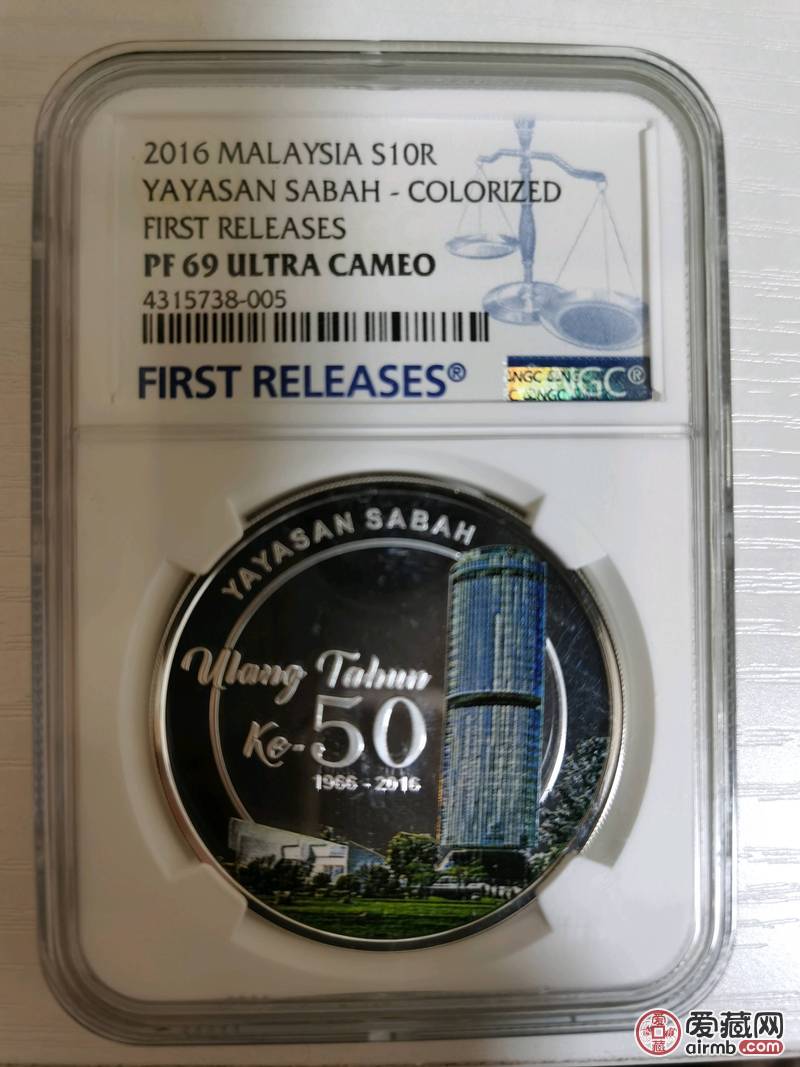 2016 MALAYSIA S10R
YAYASAN SABAH - COLORIZED
FIRST RELEASES
PF 69 ULTRA CAMEO
4315738-005
FIRST RELEASES®
NGC®
YAYASAN SABAH
Ulang Tahun
Ke-50
1966 - 2016
爱藏网
airmb.com